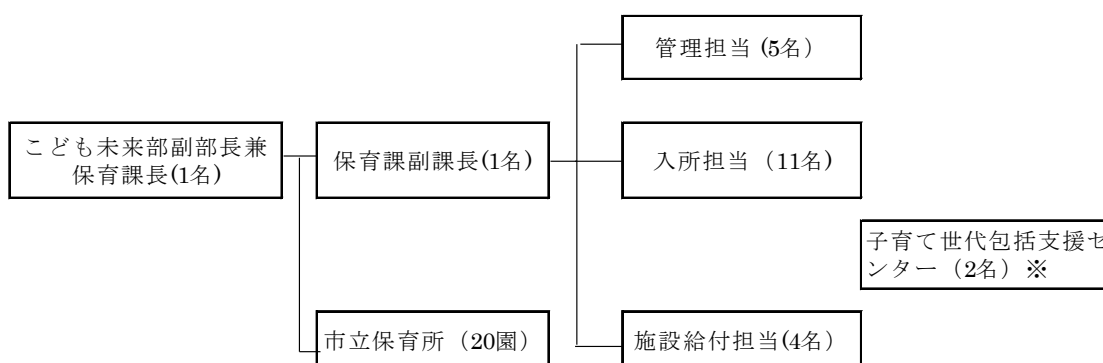 管理担当 (5名）
こども未来部副部長兼
保育課長(1名）
保育課副課長(1名）
入所担当（11名）
子育て世代包括支援セ
ンター（2名）※
市立保育所（20園）
施設給付担当(4名）